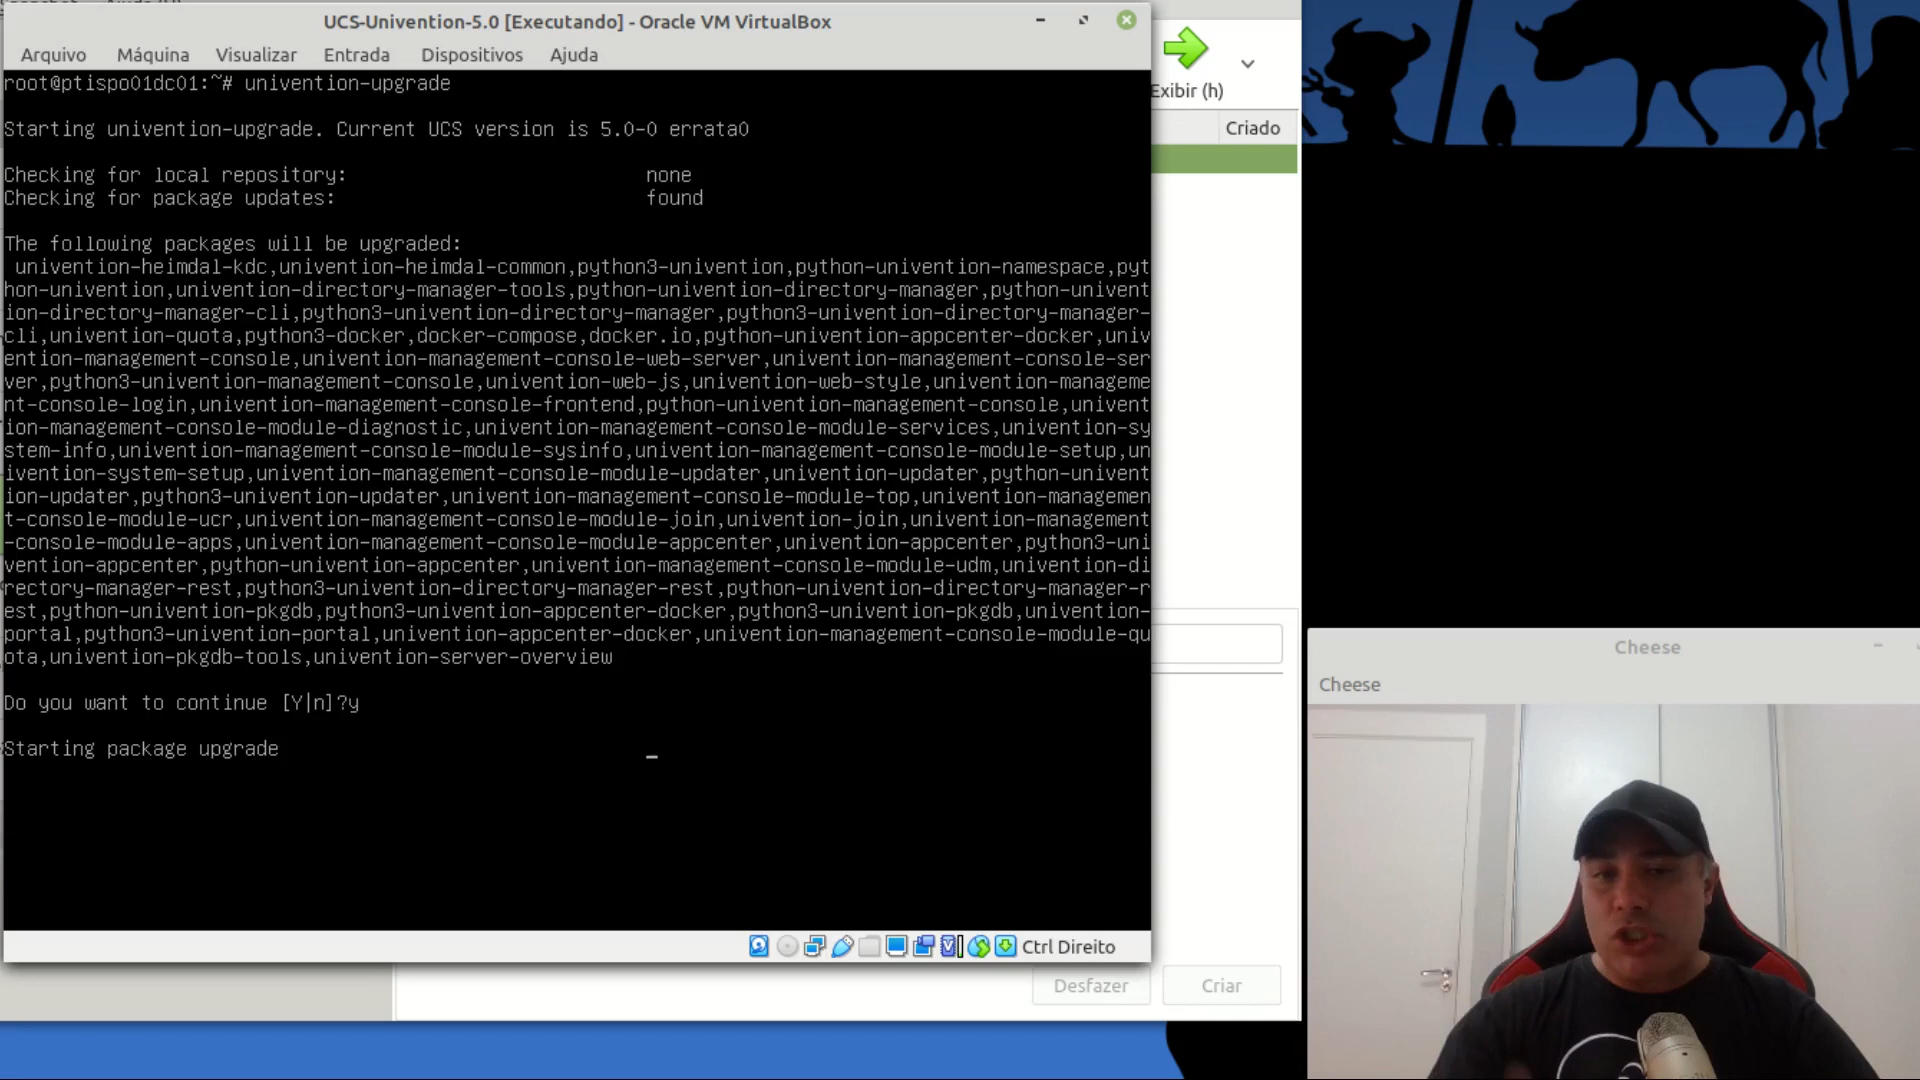 UCS-Univention-5.0 [Executando] - Oracle VM VirtualBox
Arquivo Máquina Visualizar Entrada Dispositivos Ajuda
root@ptispo01dc01:~# univention-upgrade
Starting univention-upgrade. Current UCS version is 5.0-0 errata0
Checking for local repository: none
Checking for package updates: found
The following packages will be upgraded:
univention-heimdal-kdc,univention-heimdal-common,python3-univention,python-univention-namespace,pyt
hon-univention,univention-directory-manager-tools,python-univention-directory-manager,python-univent
ion-directory-manager-cli,python3-univention-directory-manager,python3-univention-directory-manager-
cli,univention-quota,python3-docker,docker-compose,docker.io,python-univention-appcenter-docker,univ
ention-management-console,univention-management-console-web-server,univention-management-console-ser
ver,python3-univention-management-console,univention-web-js,univention-web-style,univention-manageme
nt-console-login,univention-management-console-frontend,python-univention-management-console,univent
ion-management-console-module-diagnostic,univention-management-console-module-services,univention-sy
stem-info,univention-management-console-module-sysinfo,univention-management-console-module-setup,un
ivention-system-setup,univention-management-console-module-updater,univention-updater,python-univent
ion-updater,python3-univention-updater,univention-management-console-module-top,univention-managemen
t-console-module-ucr,univention-management-console-module-join,univention-join,univention-management
-console-module-apps,univention-management-console-module-appcenter,univention-appcenter,python3-uni
vention-appcenter,python-univention-appcenter,univention-management-console-module-udm,univention-di
rectory-manager-rest,python3-univention-directory-manager-rest,python-univention-directory-manager-r
est,python-univention-pkgdb,python3-univention-appcenter-docker,python3-univention-pkgdb,univention-
portal,python3-univention-portal,univention-appcenter-docker,univention-management-console-module-qu
ota,univention-pkgdb-tools,univention-server-overview
Do you want to continue [Y|n]?y
Starting package upgrade _
Ctrl Direito
Exibir (h)
Criado
Desfazer Criar
Cheese
Cheese